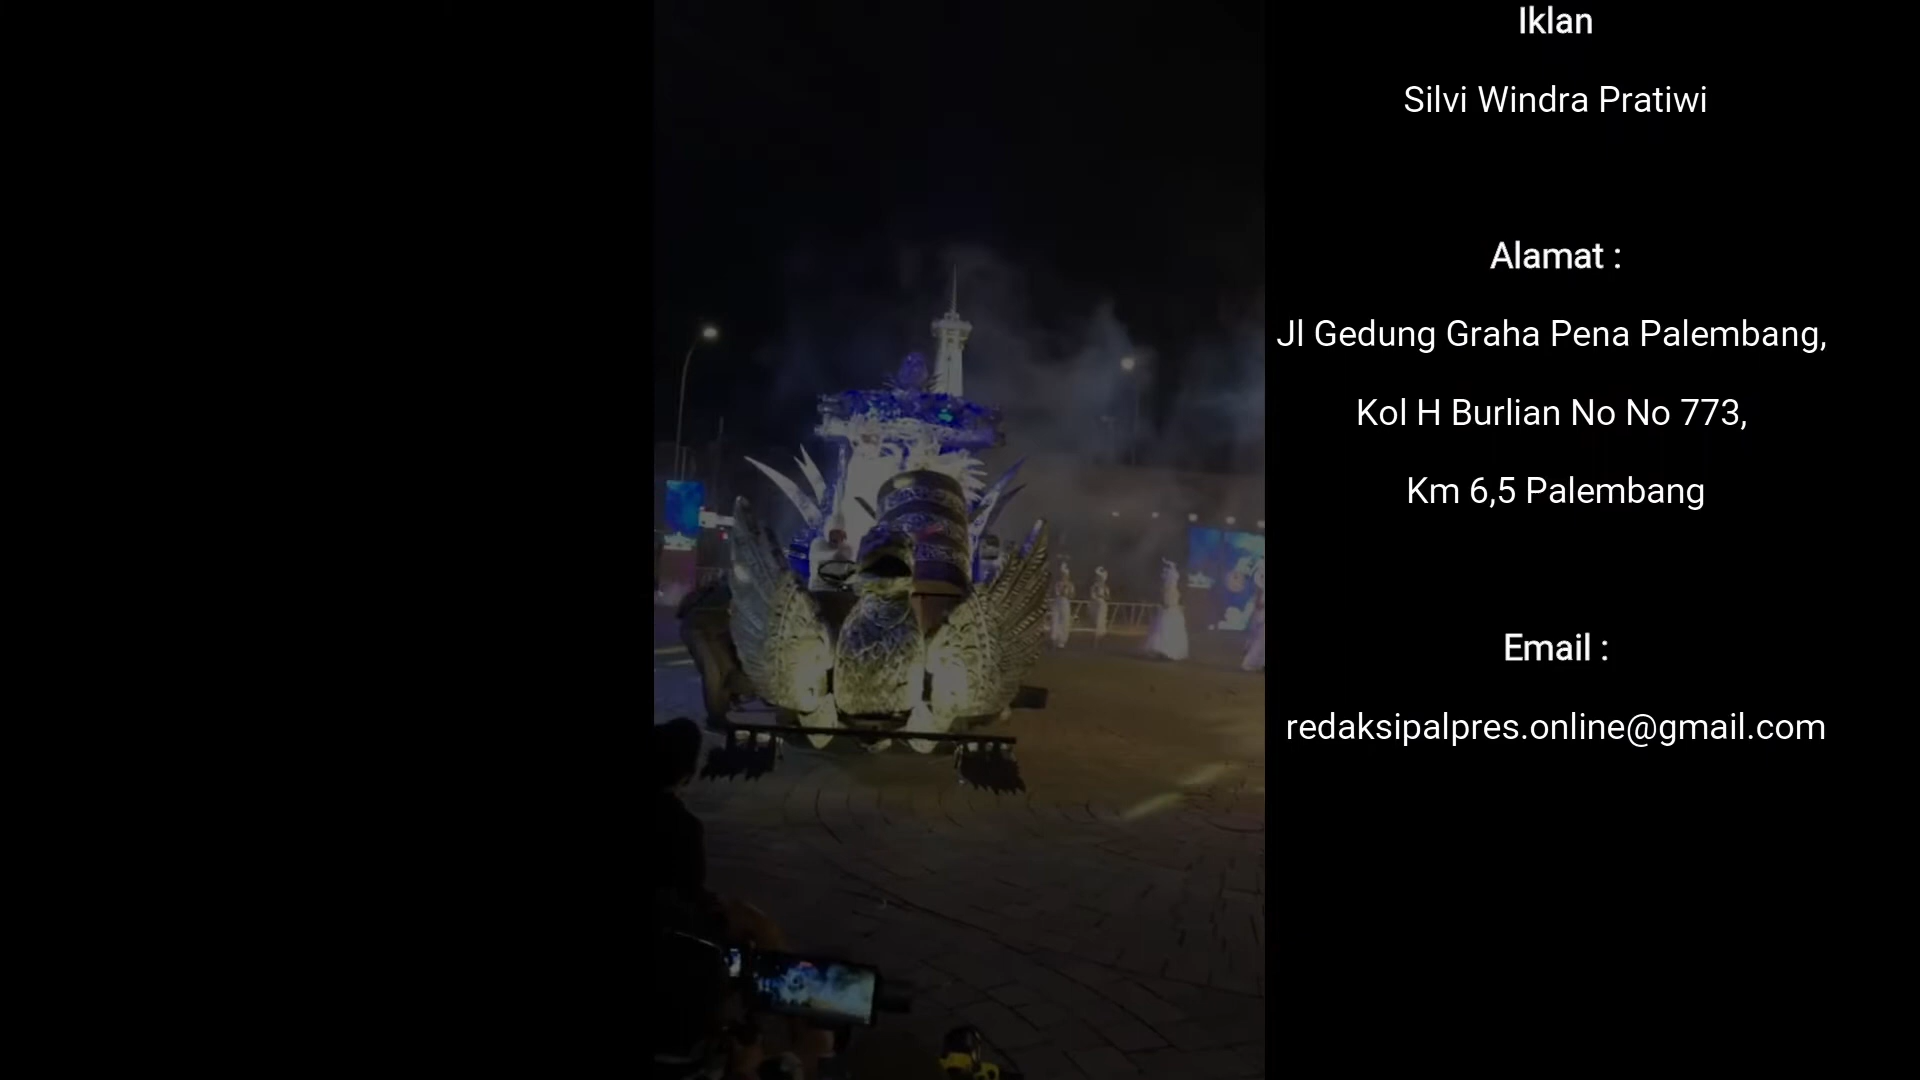 Iklan
Silvi Windra Pratiwi
Alamat :
Jl Gedung Graha Pena Palembang,
Kol H Burlian No No 773,
Km 6,5 Palembang
Email :
redaksipalpres.online@gmail.com